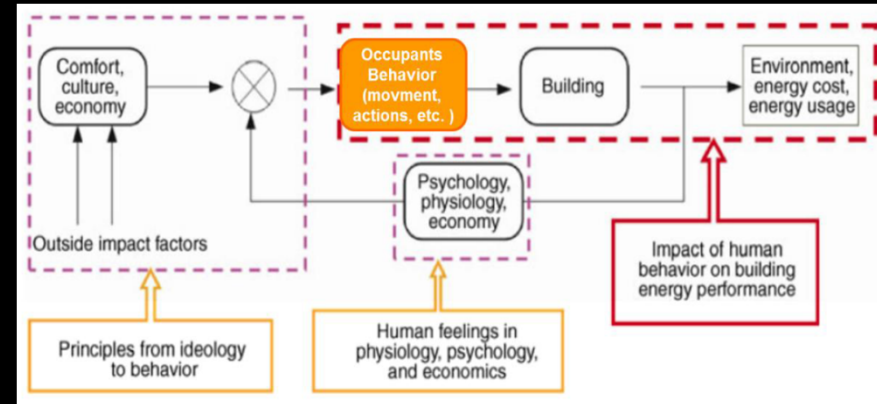 Comfort,
culture,
economy
Occupants
Behavior
(movment,
actions, etc. )
Building
Environment,
energy cost,
energy usage
Psychology,
physiology,
economy
Outside impact factors
Principles from ideology
to behavior
Human feelings in
physiology, psychology,
and economics
Impact of human
behavior on building
energy performance